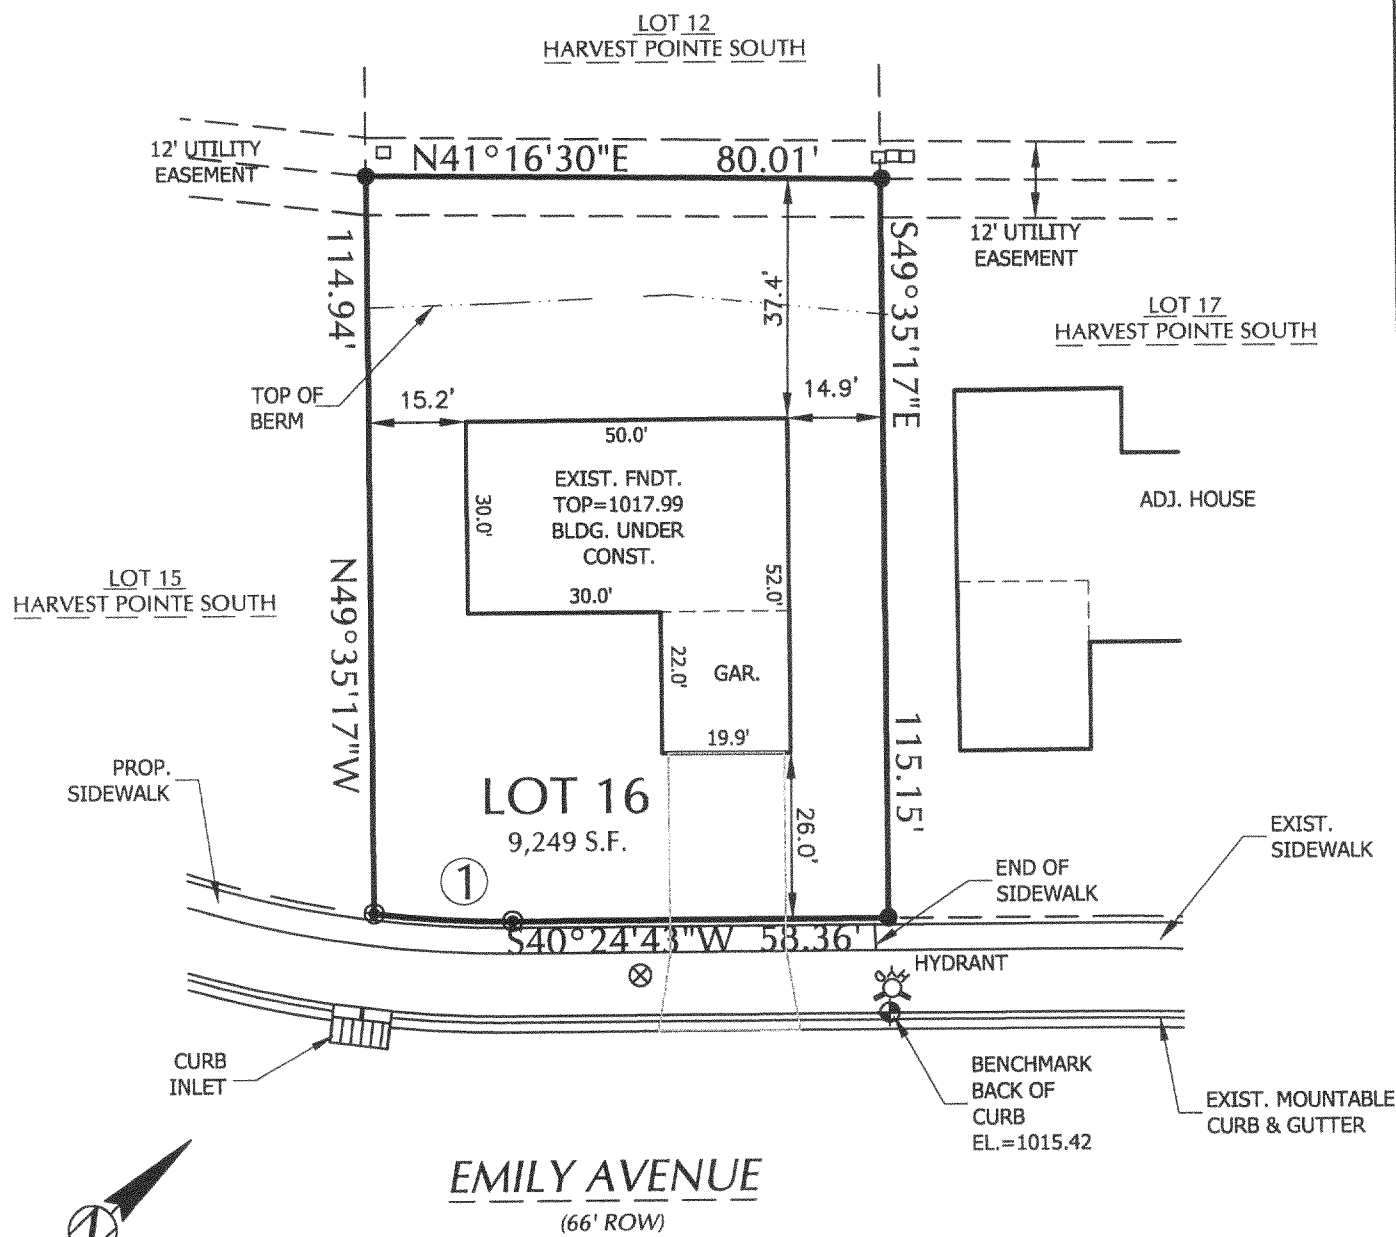 LOT 12
HARVEST POINTE SOUTH
12' UTILITY
EASEMENT
N41°16'30"E 80.01'
12' UTILITY
EASEMENT
114.94'
S49°35'17"E
37.4'
LOT 17
HARVEST POINTE SOUTH
TOP OF
BERM
15.2'
14.9'
50.0'
EXIST. FNDT.
TOP=1017.99
BLDG. UNDER
CONST.
30.0'
ADJ. HOUSE
LOT 15
HARVEST POINTE SOUTH
N49°35'17"W
30.0'
52.0'
22.0'
GAR.
19.9'
115.15'
PROP.
SIDEWALK
LOT 16
9,249 S.F.
26.0'
EXIST.
SIDEWALK
1
END OF
SIDEWALK
S40°24'43"W 58.36'
HYDRANT
CURB
INLET
BENCHMARK
BACK OF
CURB
EL.=1015.42
EXIST. MOUNTABLE
CURB & GUTTER
EMILY AVENUE
(66' ROW)